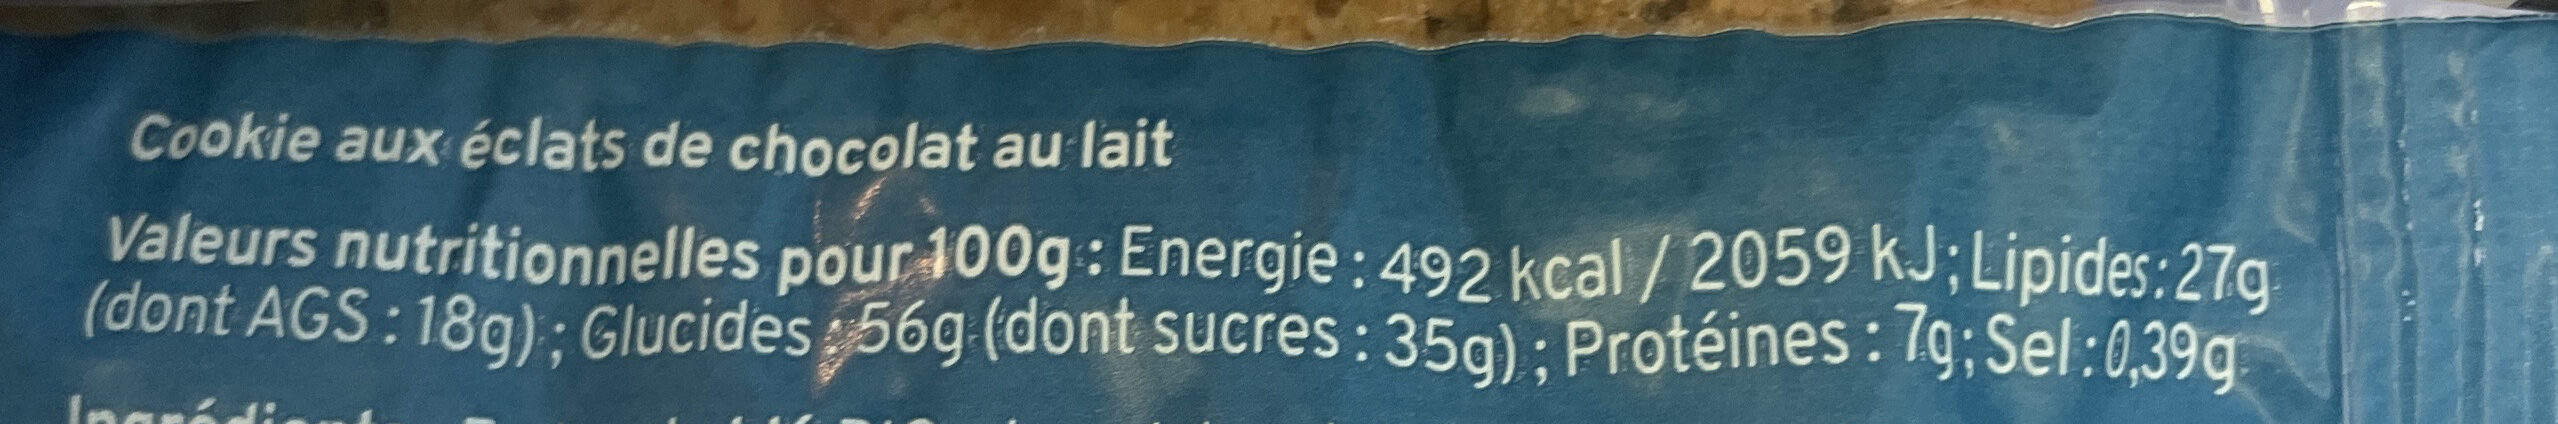 Cookie aux éclats de chocolat au lait
Valeurs nutritionnelles pour 100g : Energie : 492 kcal / 2059 kJ; Lipides: 27g
(dont AGS : 18g) ; Glucides : 56g (dont sucres : 35g) ; Protéines : 7g; Sel : 0,39g